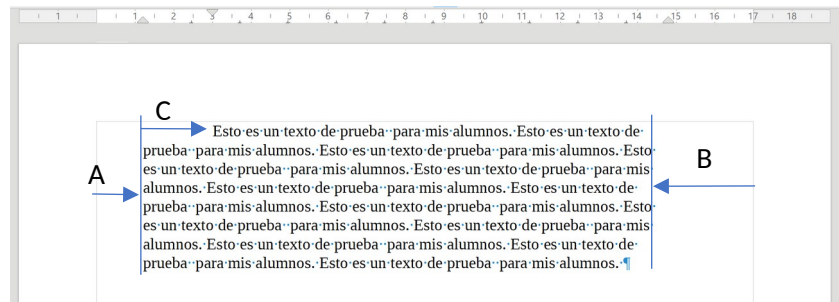 1 1 2 3 4 5 6 7 8 9 10 11 12 13 14 15 16 17 18
C
Esto·es·un·texto·de·prueba··para·mis·alumnos.·Esto·es·un·texto·de·
prueba··para·mis·alumnos.·Esto·es·un·texto·de·prueba··para·mis·alumnos.·Esto·
es·un·texto·de·prueba··para·mis·alumnos.·Esto·es·un·texto·de·prueba··para·mis·
alumnos.·Esto·es·un·texto·de·prueba··para·mis·alumnos.·Esto·es·un·texto·de·
prueba··para·mis·alumnos.·Esto·es·un·texto·de·prueba··para·mis·alumnos.·Esto·
es·un·texto·de·prueba··para·mis·alumnos.·Esto·es·un·texto·de·prueba··para·mis·
alumnos.·Esto·es·un·texto·de·prueba··para·mis·alumnos.·Esto·es·un·texto·de·
prueba··para·mis·alumnos.·Esto·es·un·texto·de·prueba··para·mis·alumnos.·¶
A
B